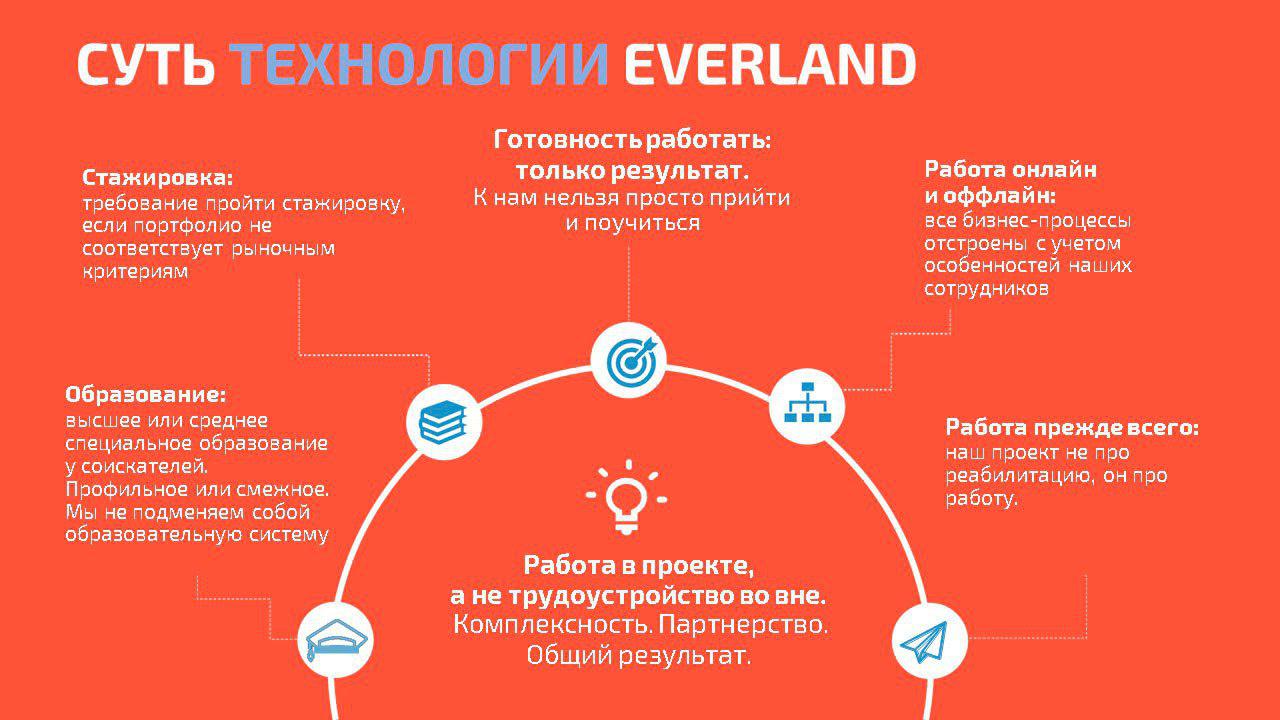 СУТЬ ТЕХНОЛОГИИ EVERLAND
Готовность работать:
только результат.
К нам нельзя просто прийти
и поучиться
Стажировка:
требование пройти стажировку,
если портфолио не
соответствует рыночным
критериям
Работа онлайн
и оффлайн:
все бизнес-процессы
отстроены с учетом
особенностей наших
сотрудников
Образование:
высшее или среднее
специальное образование
у соискателей.
Профильное или смежное.
Мы не подменяем собой
образовательную систему
Работа прежде всего:
наш проект не про
реабилитацию, он про
работу.
Работа в проекте,
а не трудоустройство во вне.
Комплексность. Партнерство.
Общий результат.